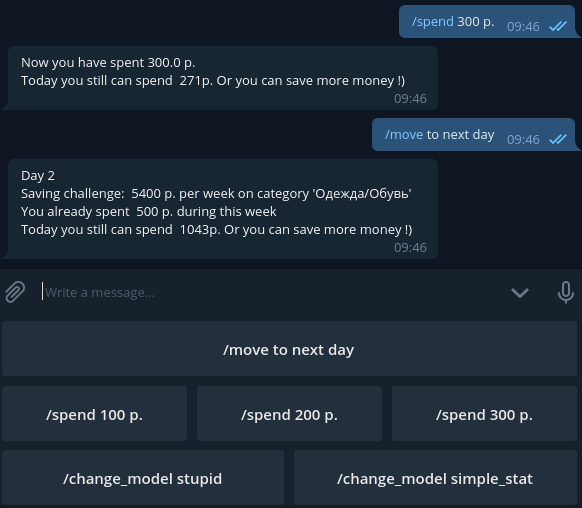 /spend 300 р.
09:46
Now you have spent 300.0 р.
Today you still can spend  271р. Or you can save more money !)
09:46
/move to next day
09:46
Day 2
Saving challenge:  5400 р. per week on category 'Одежда/Обувь'
You already spent  500 р. during this week
Today you still can spend  1043р. Or you can save more money !)
09:46
Write a message...
/move to next day
/spend 100 р.
/spend 200 р.
/spend 300 р.
/change_model stupid
/change_model simple_stat